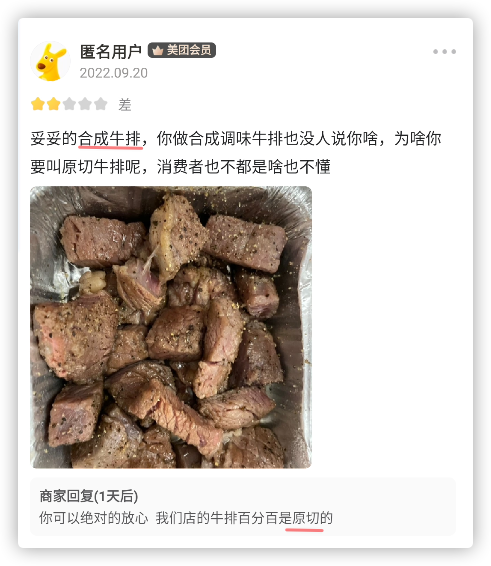 匿名用户 美团会员
2022.09.20
差
妥妥的合成牛排，你做合成调味牛排也没人说你啥，为啥你
要叫原切牛排呢，消费者也不都是啥也不懂
商家回复(1天后)
你可以绝对的放心 我们店的牛排百分百是原切的